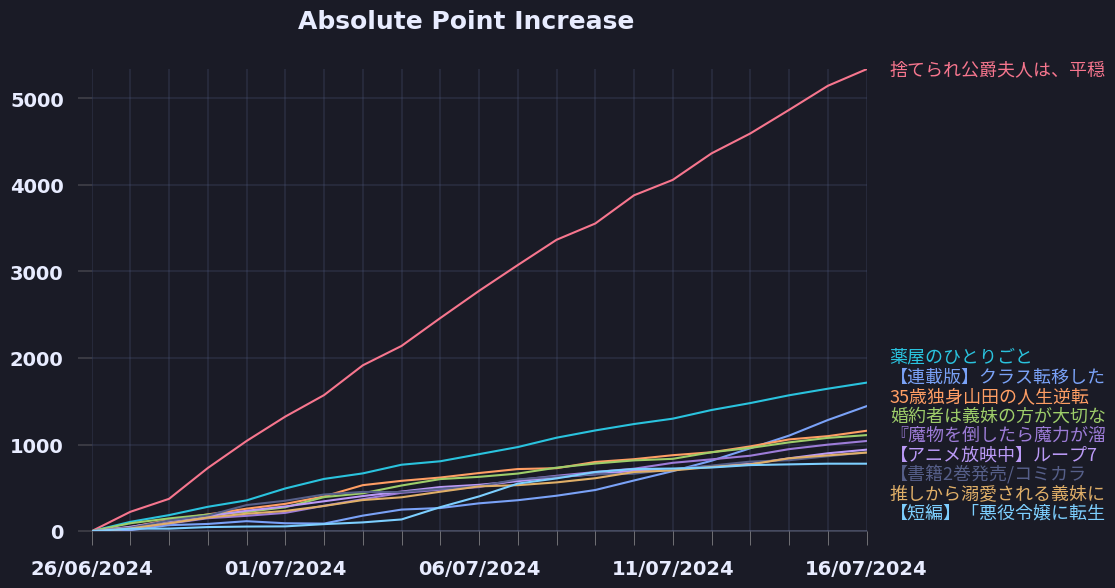 Absolute Point Increase
5000
4000
3000
2000
1000
0
26/06/2024
01/07/2024
06/07/2024
11/07/2024
16/07/2024
捨てられ公爵夫人は、平穏
薬屋のひとりごと
【連載版】クラス転移した
35歳独身山田の人生逆転
婚約者は義妹の方が大切な
『魔物を倒したら魔力が溜
【アニメ放映中】ループ7
【書籍2巻発売/コミカラ
推しから溺愛される義妹に
【短編】「悪役令嬢に転生